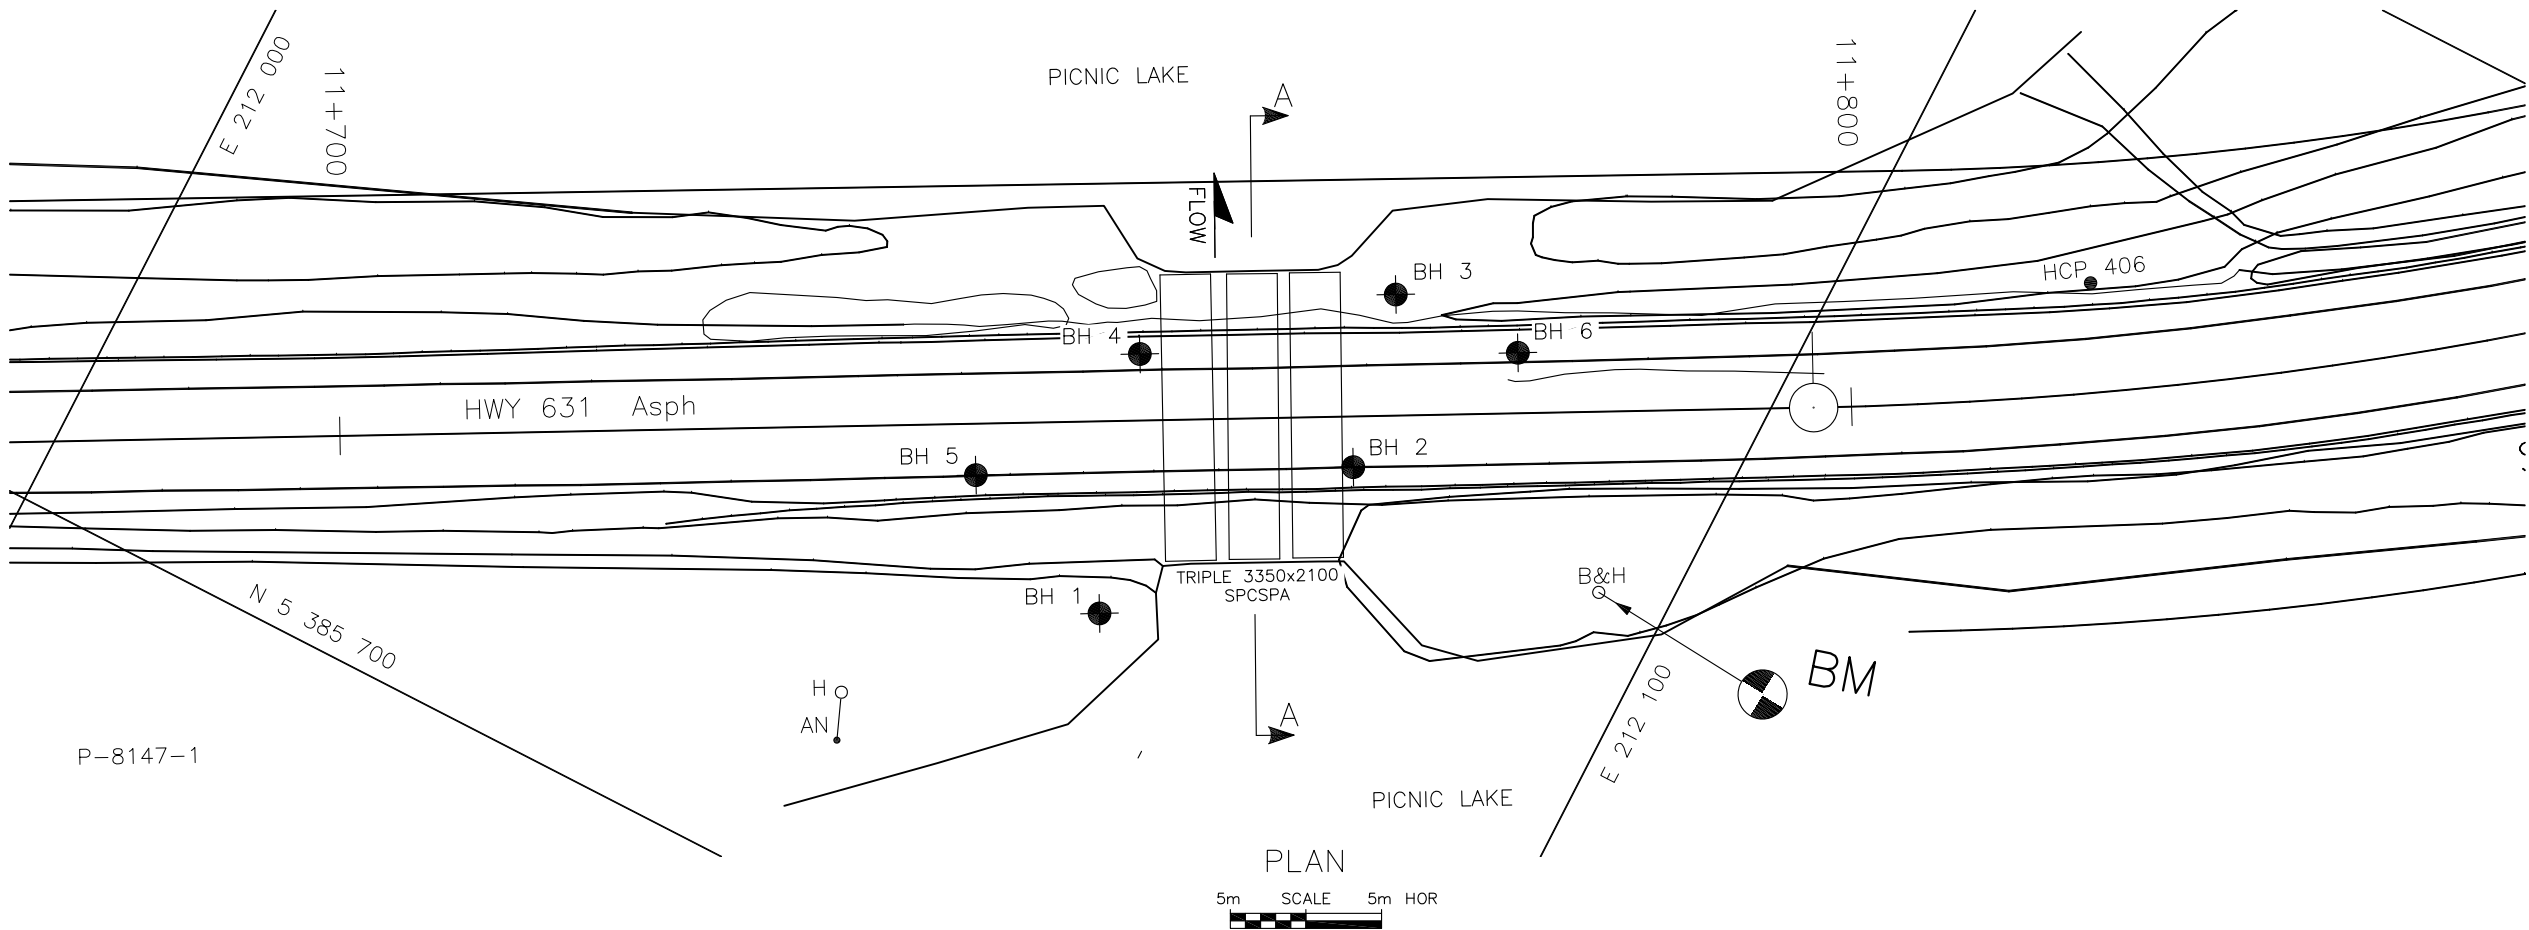 E 212 000
11+700
PICNIC LAKE
A
11+800
FLOW
BH 3
HCP 406
BH 4
BH 6
HWY 631 Asph
BH 5
BH 2
TRIPLE 3350x2100
SPCSPA
B&H
BH 1
N 5 385 700
BM
E 212 100
H
AN
A
P-8147-1
PICNIC LAKE
PLAN
5m SCALE 5m HOR